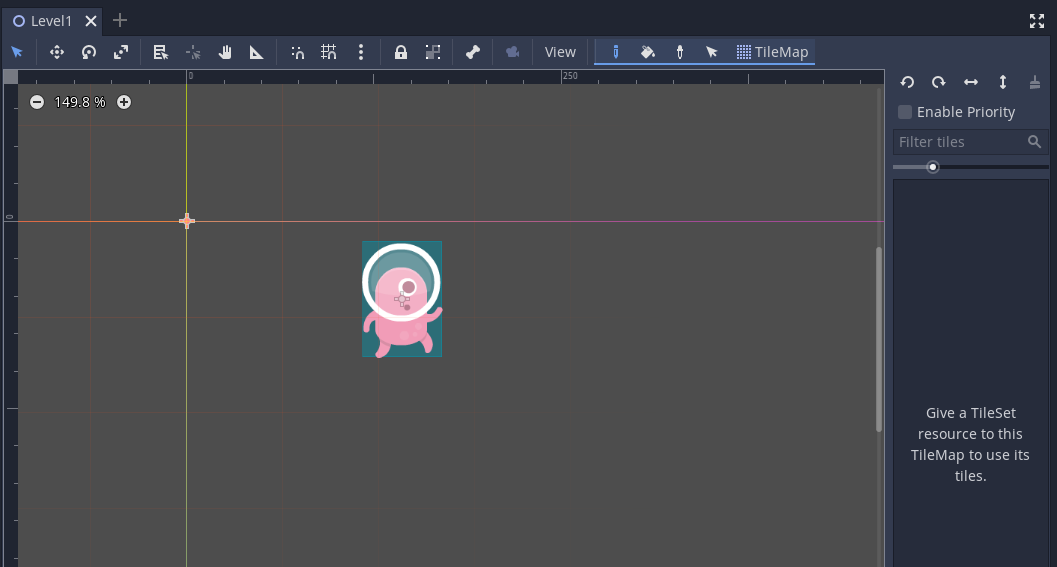 Level1
View
TileMap
0
250
149.8 %
Enable Priority
Filter tiles
0
Give a TileSet
resource to this
TileMap to use its
tiles.